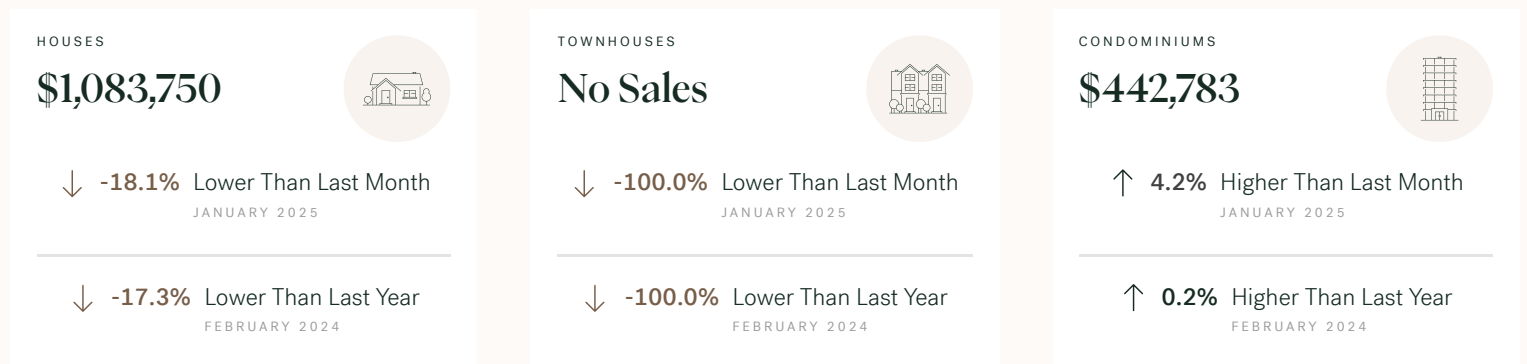 HOUSES
$1,083,750
↓ -18.1% Lower Than Last Month
JANUARY 2025
↓ -17.3% Lower Than Last Year
FEBRUARY 2024
TOWNHOUSES
No Sales
↓ -100.0% Lower Than Last Month
JANUARY 2025
↓ -100.0% Lower Than Last Year
FEBRUARY 2024
CONDOMINIUMS
$442,783
↑ 4.2% Higher Than Last Month
JANUARY 2025
↑ 0.2% Higher Than Last Year
FEBRUARY 2024